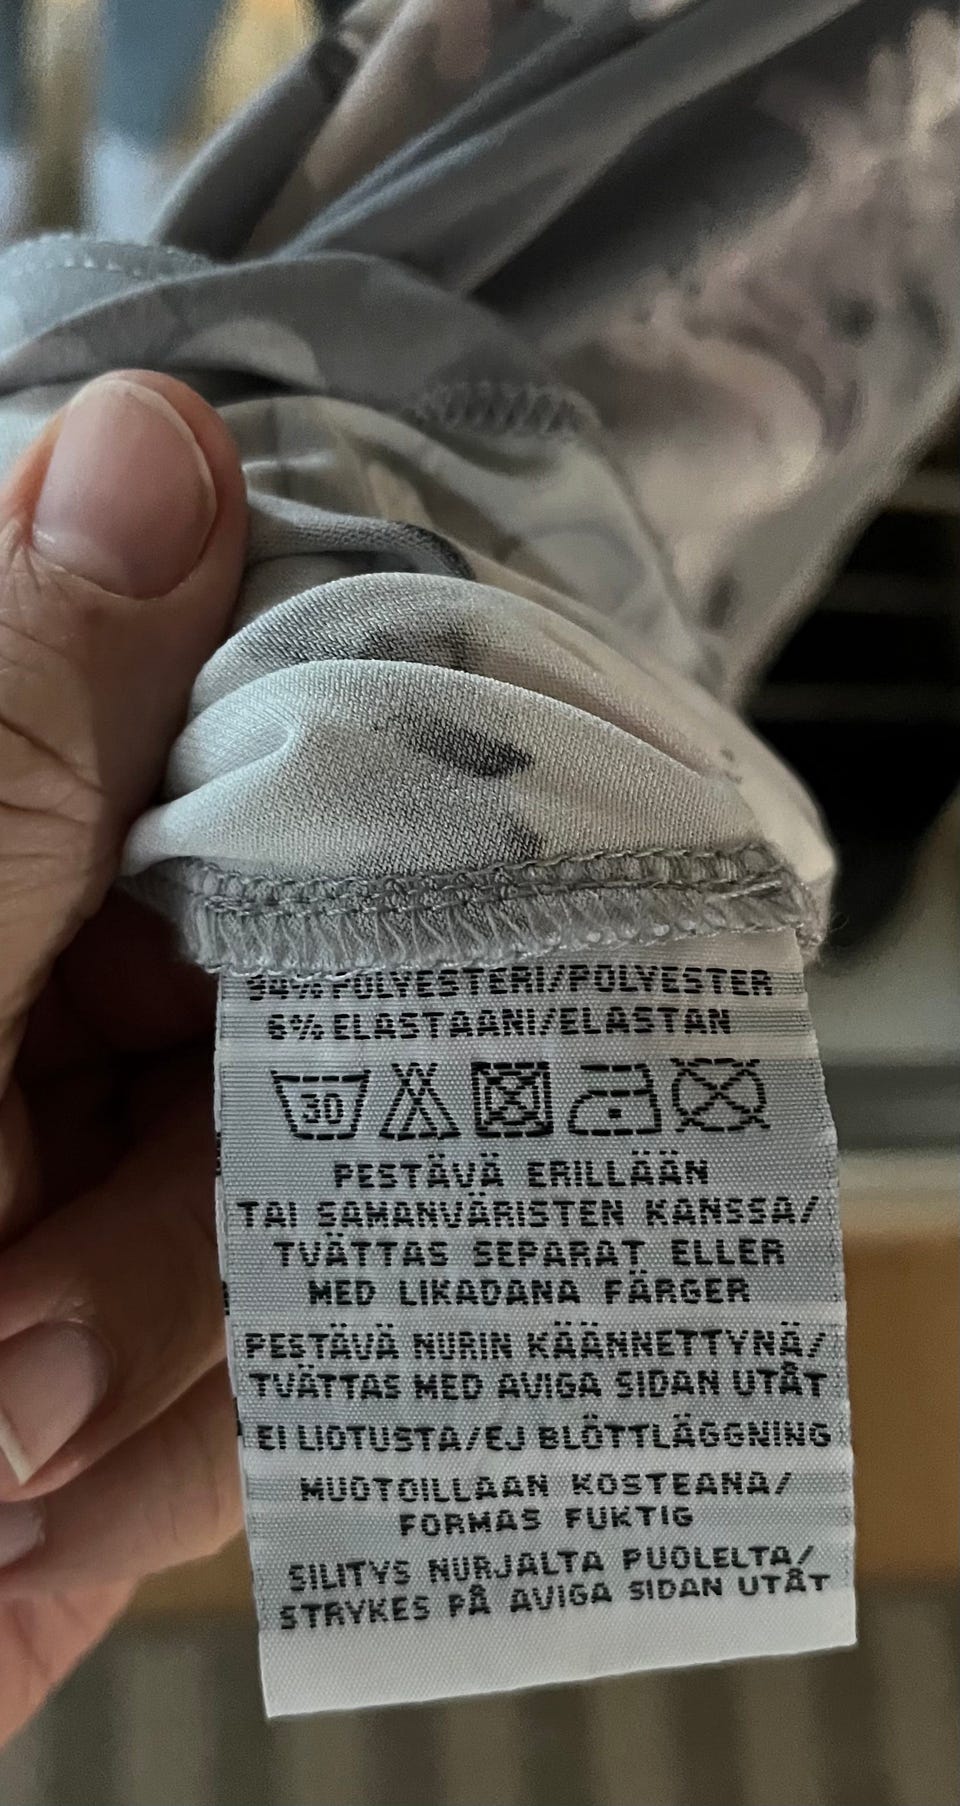 94% POLYESTERI/POLYESTER
6% ELASTAANI/ELASTAN
30
PESTÄVÄ ERILLÄÄN
TAI SAMANVÄRISTEN KANSSA/
TVÄTTAS SEPARAT ELLER
MED LIKADANA FÄRGER
PESTÄVÄ NURIN KÄÄNNETTYNÄ/
TVÄTTAS MED AVIGA SIDAN UTÅT
EI LIOTUSTA/EJ BLÖTTLÄGGNING
MUOTOILLAAN KOSTEANA/
FORMAS FUKTIG
SILITYS NURJALTA PUOLELTA/
STRYKES PÅ AVIGA SIDAN UTÅT